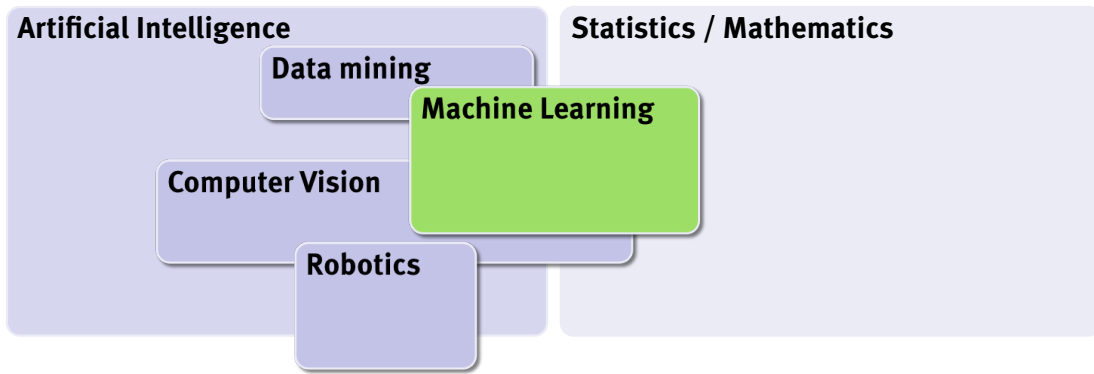 Artificial Intelligence
Statistics / Mathematics
Data mining
Machine Learning
Computer Vision
Robotics